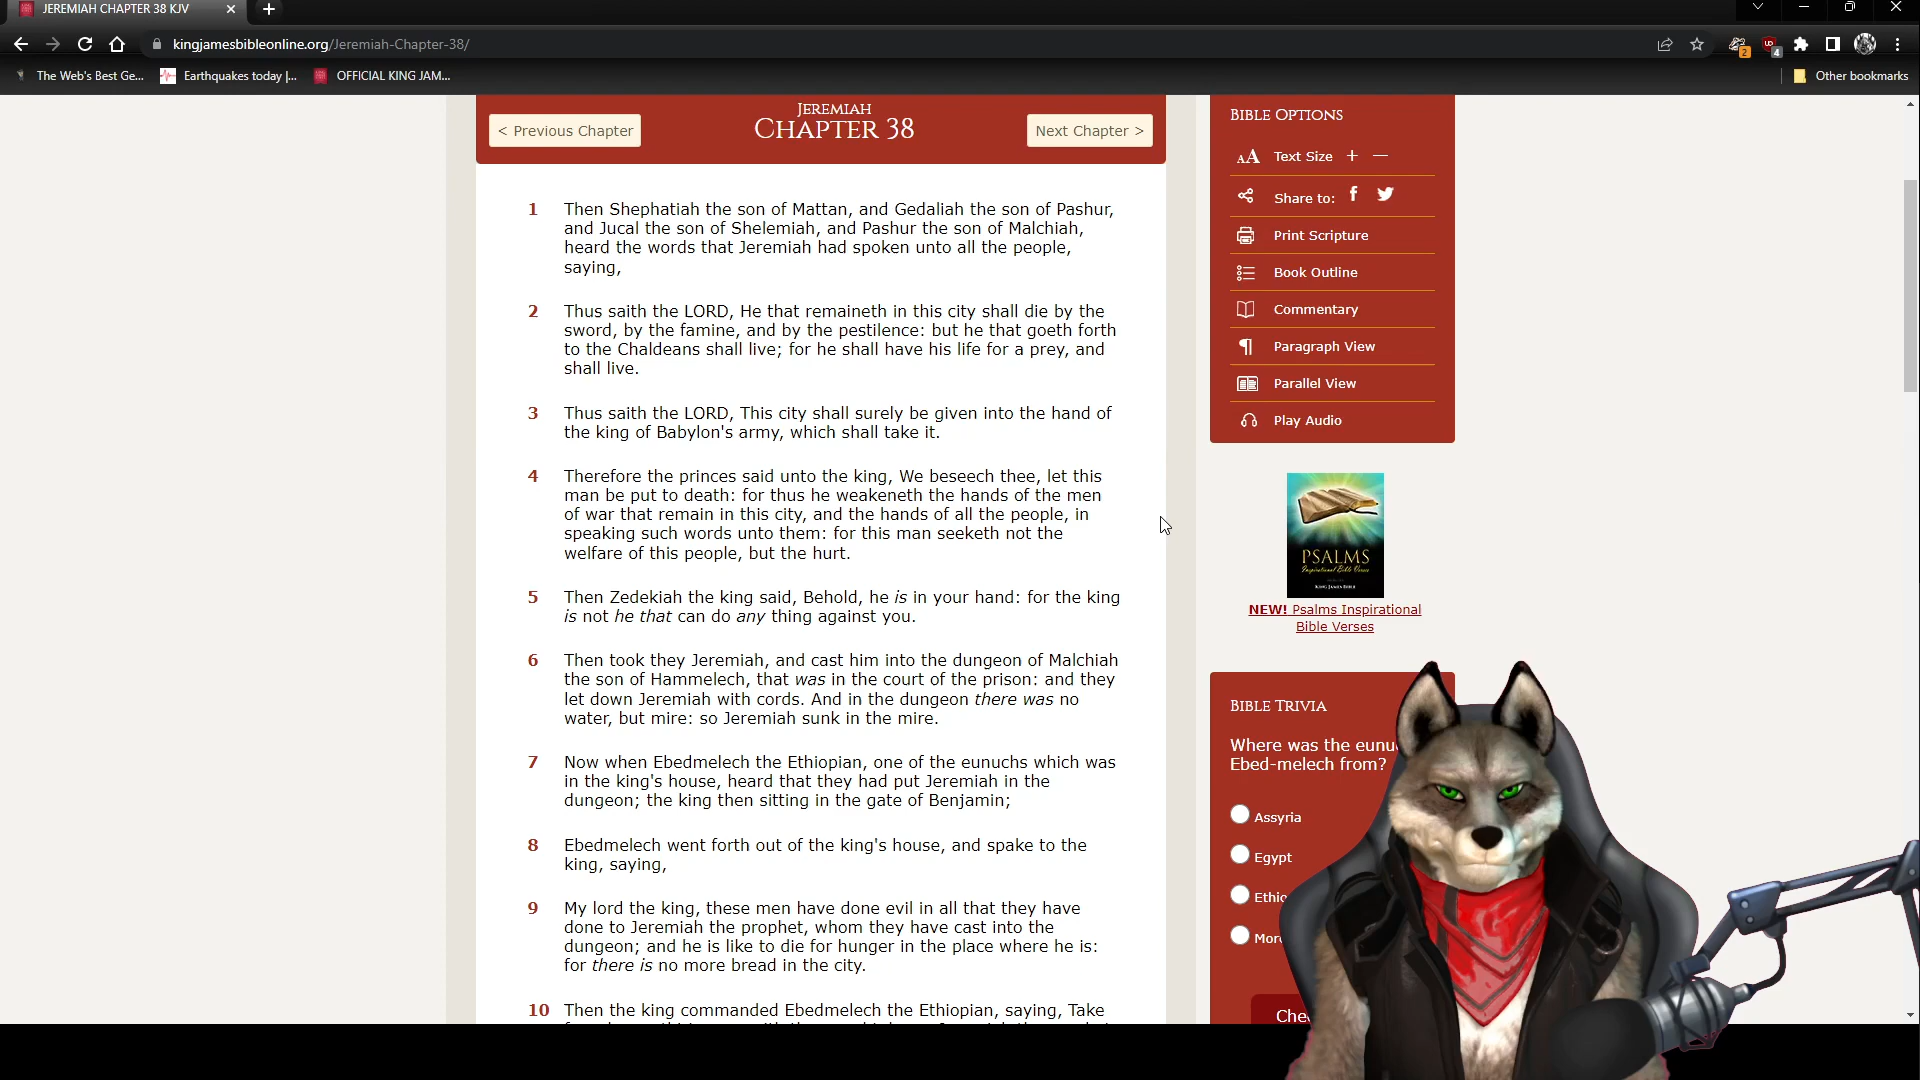 JEREMIAH CHAPTER 38 KJV
kingjamesbibleonline.org/Jeremiah-Chapter-38/
2
4
The Web's Best Ge...
Earthquakes today |...
OFFICIAL KING JAM...
Other bookmarks
JEREMIAH
CHAPTER 38
< Previous Chapter
Next Chapter >
1 Then Shephatiah the son of Mattan, and Gedaliah the son of Pashur,
and Jucal the son of Shelemiah, and Pashur the son of Malchiah,
heard the words that Jeremiah had spoken unto all the people,
saying,
2 Thus saith the LORD, He that remaineth in this city shall die by the
sword, by the famine, and by the pestilence: but he that goeth forth
to the Chaldeans shall live; for he shall have his life for a prey, and
shall live.
3 Thus saith the LORD, This city shall surely be given into the hand of
the king of Babylon's army, which shall take it.
4 Therefore the princes said unto the king, We beseech thee, let this
man be put to death: for thus he weakeneth the hands of the men
of war that remain in this city, and the hands of all the people, in
speaking such words unto them: for this man seeketh not the
welfare of this people, but the hurt.
5 Then Zedekiah the king said, Behold, he is in your hand: for the king
is not he that can do any thing against you.
6 Then took they Jeremiah, and cast him into the dungeon of Malchiah
the son of Hammelech, that was in the court of the prison: and they
let down Jeremiah with cords. And in the dungeon there was no
water, but mire: so Jeremiah sunk in the mire.
7 Now when Ebedmelech the Ethiopian, one of the eunuchs which was
in the king's house, heard that they had put Jeremiah in the
dungeon; the king then sitting in the gate of Benjamin;
8 Ebedmelech went forth out of the king's house, and spake to the
king, saying,
9 My lord the king, these men have done evil in all that they have
done to Jeremiah the prophet, whom they have cast into the
dungeon; and he is like to die for hunger in the place where he is:
for there is no more bread in the city.
10 Then the king commanded Ebedmelech the Ethiopian, saying, Take
BIBLE OPTIONS
AA Text Size + —
Share to:
Print Scripture
Book Outline
Commentary
Paragraph View
Parallel View
Play Audio
PSALMS
Inspirational Bible Verses
KING JAMES BIBLE
NEW! Psalms Inspirational
Bible Verses
BIBLE TRIVIA
Where was the eunu
Ebed-melech from?
Assyria
Egypt
Ethio
Mor
Che